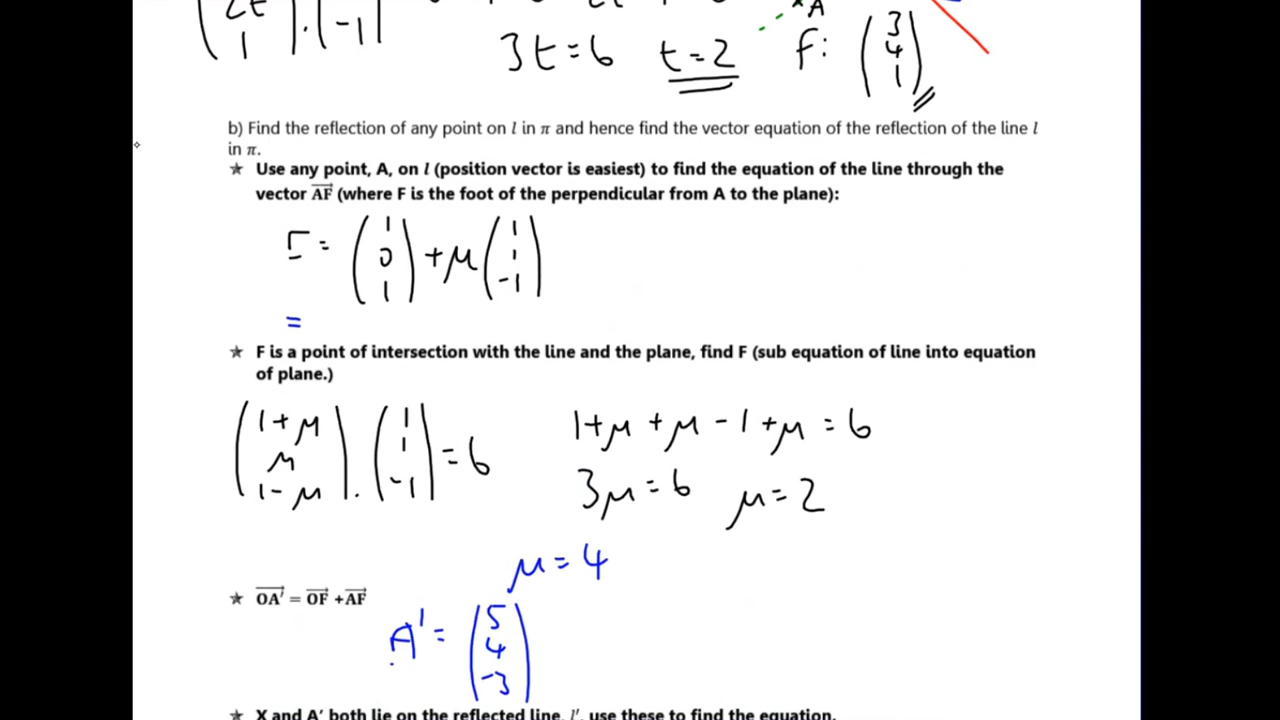 2t
1
.
-1
3t=6 t=2
A
F: (3 4 1)
b) Find the reflection of any point on l in π and hence find the vector equation of the reflection of the line l
in π.
★ Use any point, A, on l (position vector is easiest) to find the equation of the line through the
vector AF (where F is the foot of the perpendicular from A to the plane):
r = (1 0 1) + μ (1 1 -1)
=
★ F is a point of intersection with the line and the plane, find F (sub equation of line into equation
of plane.)
(1+μ μ 1-μ) . (1 1 -1) = 6 1+μ +μ -1 +μ = 6
3μ = 6 μ = 2
μ = 4
★ OA' = OF +AF
A' = (5 4 -3)
★ X and A' both lie on the reflected line, l', use these to find the equation.